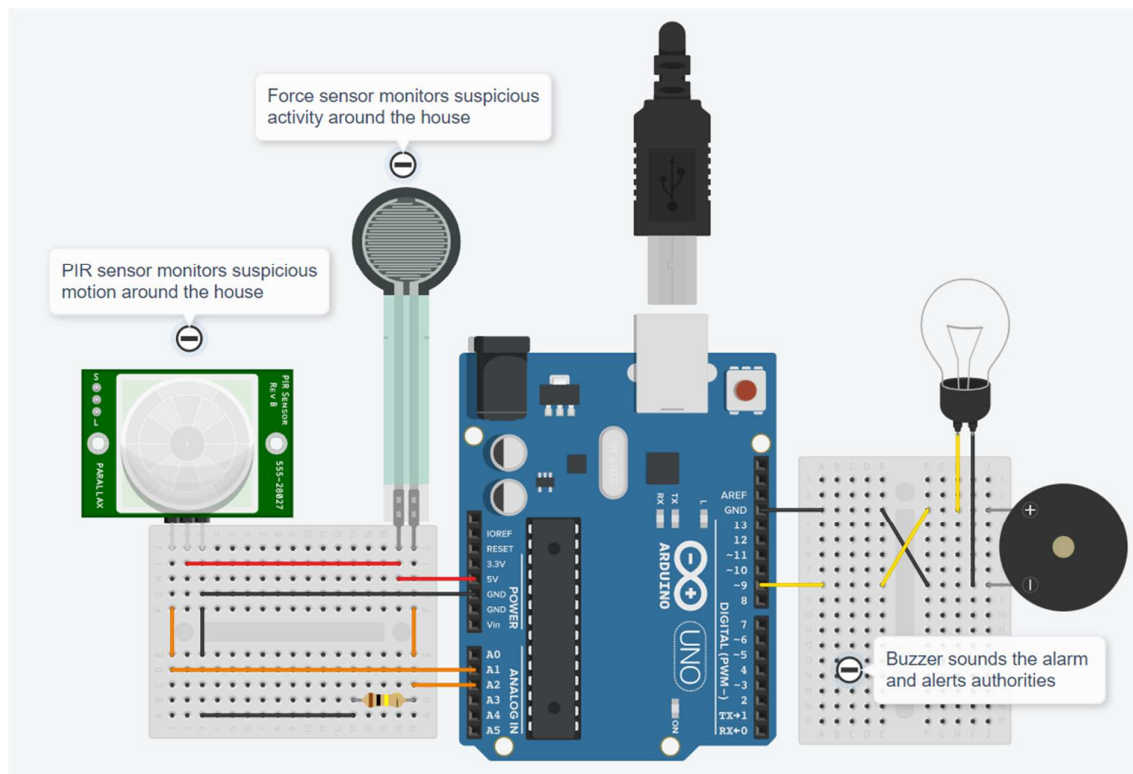 Force sensor monitors suspicious
activity around the house
PIR sensor monitors suspicious
motion around the house
S
L
PIR SENSOR
REV B
PARALLAX
555-28027
IOREF
RESET
3.3V
5V
GND
GND
Vin
POWER
A0
A1
A2
A3
A4
A5
ANALOG IN
RX
TX
L
ARDUINO
UNO
ON
AREF
GND
13
12
~11
~10
~9
8
7
~6
~5
4
~3
2
TX→1
RX←0
DIGITAL (PWM~)
+
−
Buzzer sounds the alarm
and alerts authorities